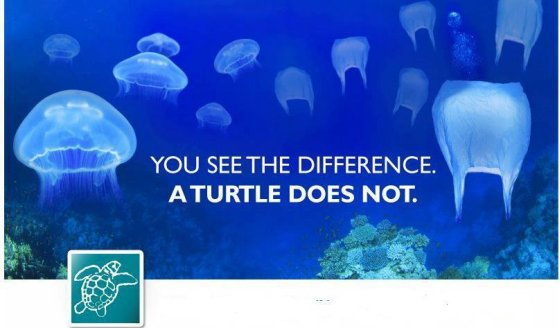 YOU SEE THE DIFFERENCE.
A TURTLE DOES NOT.